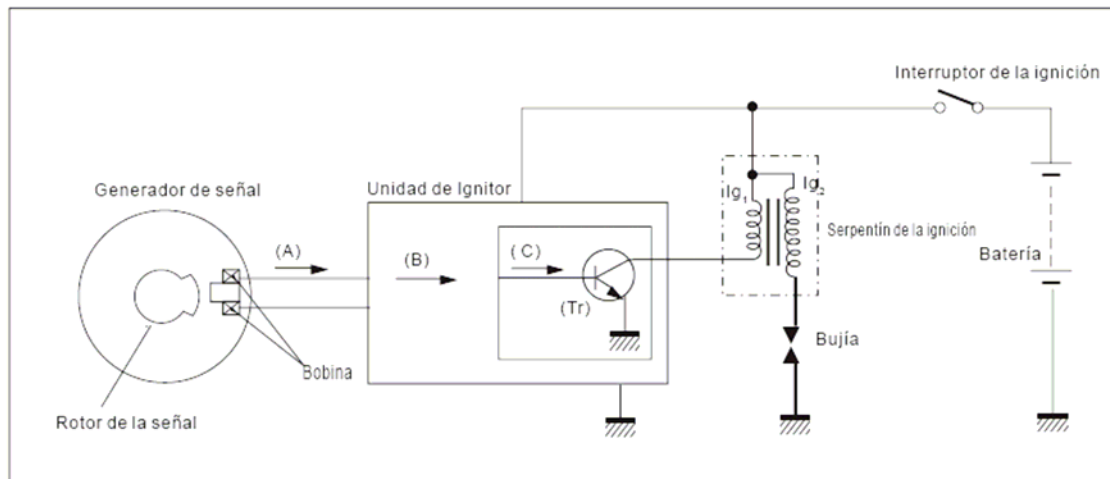 Interruptor de la ignición
Generador de señal
Unidad de Ignitor
Ig1
Ig2
(A)
(B)
(C)
Serpentín de la ignición
Batería
(Tr)
Bujía
Bobina
Rotor de la señal